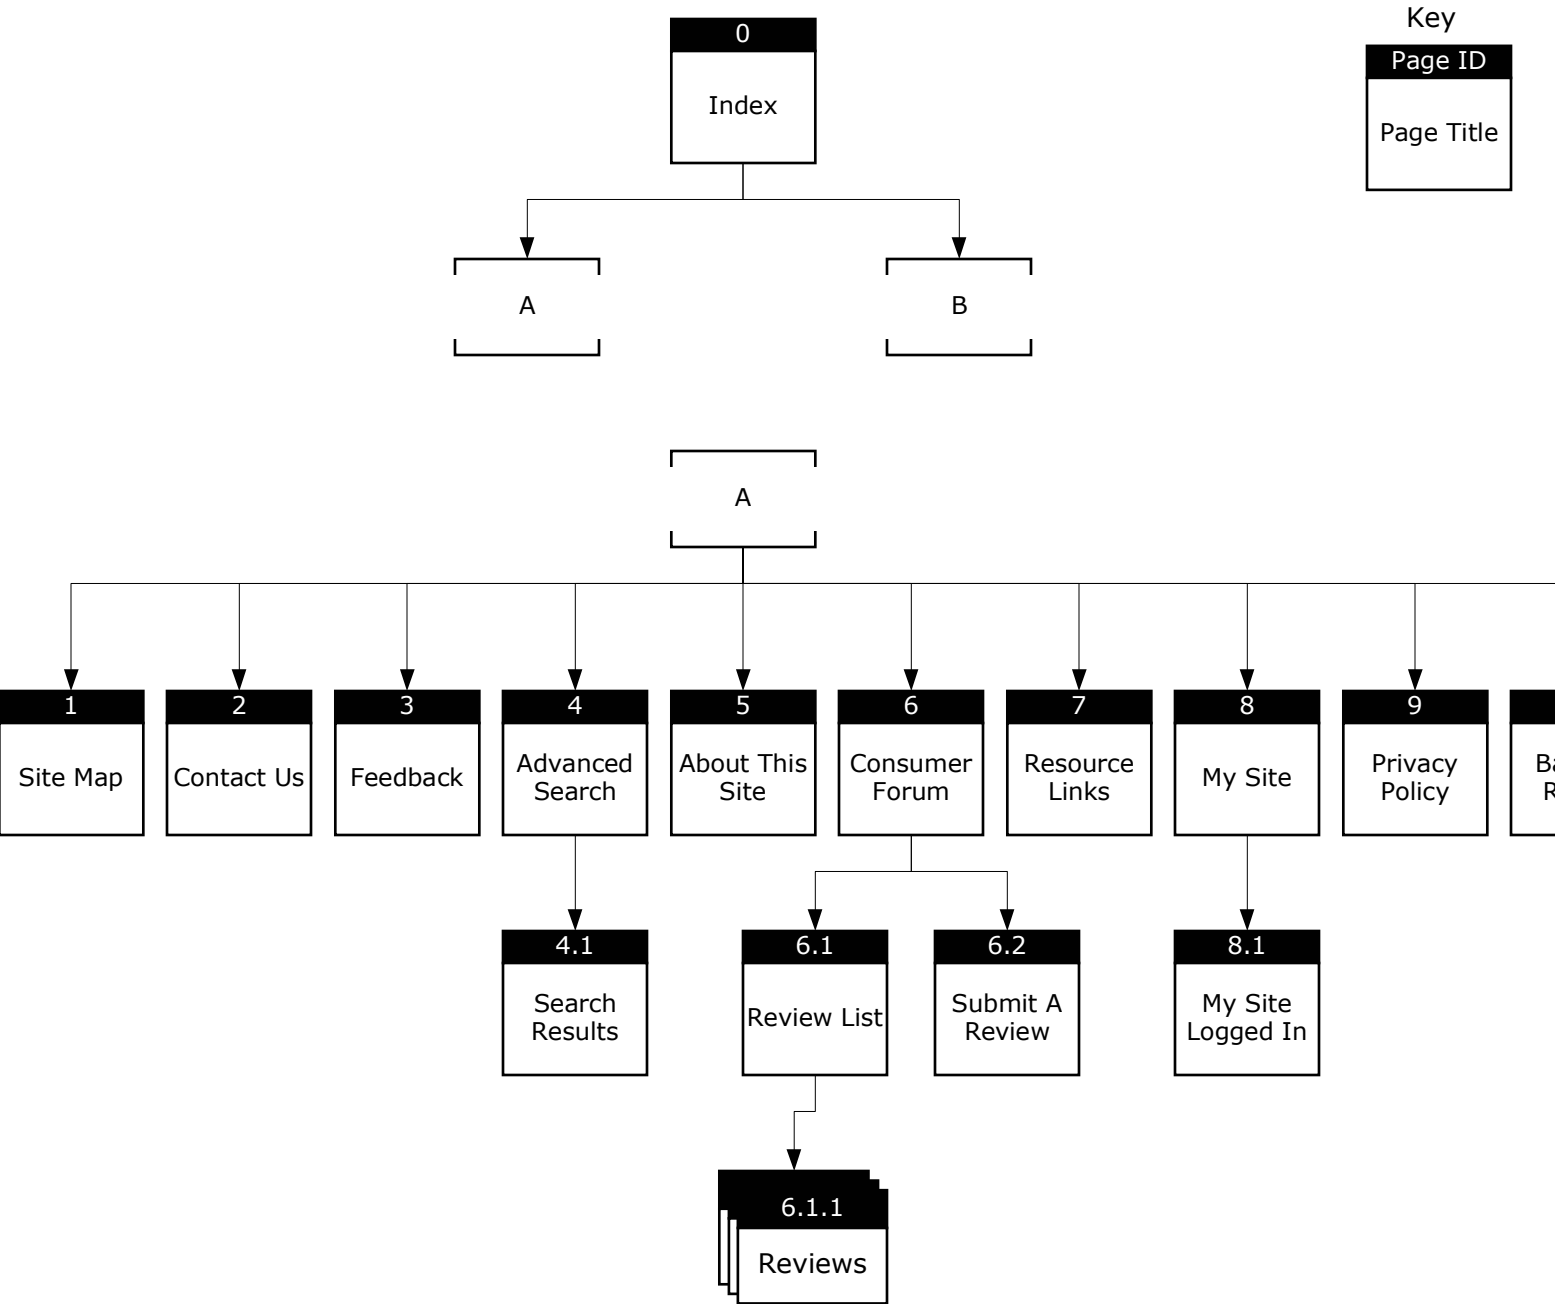 Key
0
Index
Page ID
Page Title
A
B
A
1
2
3
4
5
6
7
8
9
Site Map
Contact Us
Feedback
Advanced
Search
About This
Site
Consumer
Forum
Resource
Links
My Site
Privacy
Policy
4.1
6.1
6.2
8.1
Search
Results
Review List
Submit A
Review
My Site
Logged In
6.1.1
Reviews